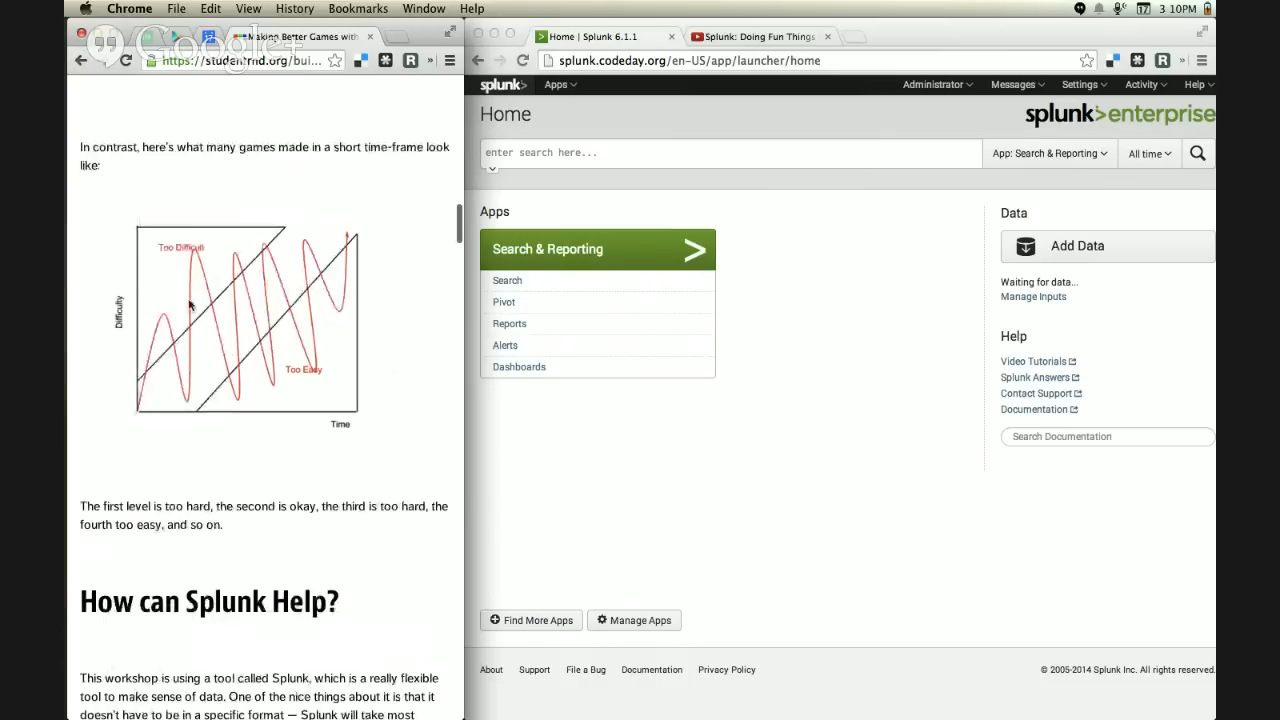 Chrome File Edit View History Bookmarks Window Help 17 3 10PM
Google+
Making Better Games with
https://studentrnd.org/bui...
In contrast, here's what many games made in a short time-frame look
like:
Too Difficult
Difficulty
Too Easy
Time
The first level is too hard, the second is okay, the third is too hard, the
fourth too easy, and so on.
How can Splunk Help?
This workshop is using a tool called Splunk, which is a really flexible
tool to make sense of data. One of the nice things about it is that it
doesn't have to be in a specific format — Splunk will take most
Home | Splunk 6.1.1
Splunk: Doing Fun Things
splunk.codeday.org/en-US/app/launcher/home
splunk> Apps Administrator Messages Settings Activity Help
Home
splunk>enterprise
enter search here...
App: Search & Reporting
All time
Apps
Search & Reporting >
Search
Pivot
Reports
Alerts
Dashboards
Data
Add Data
Waiting for data...
Manage Inputs
Help
Video Tutorials
Splunk Answers
Contact Support
Documentation
Search Documentation
Find More Apps
Manage Apps
About Support File a Bug Documentation Privacy Policy
© 2005-2014 Splunk Inc. All rights reserved.